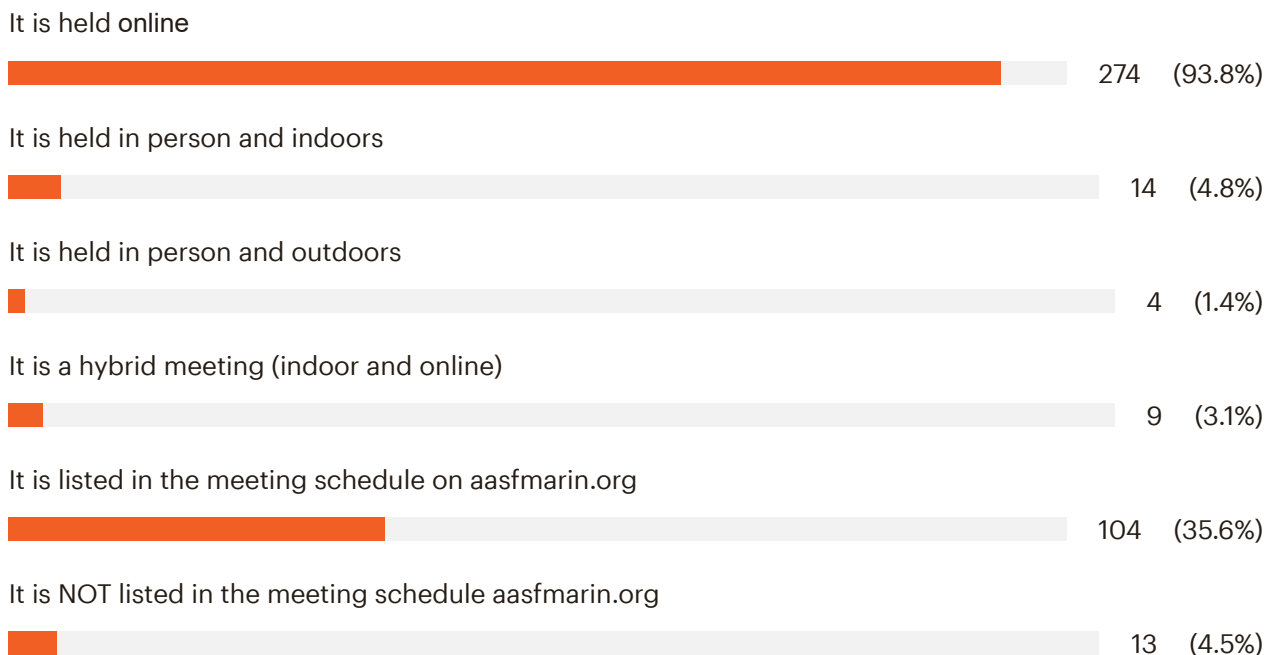 It is held online
274 (93.8%)
It is held in person and indoors
14 (4.8%)
It is held in person and outdoors
4 (1.4%)
It is a hybrid meeting (indoor and online)
9 (3.1%)
It is listed in the meeting schedule on aasfmarin.org
104 (35.6%)
It is NOT listed in the meeting schedule aasfmarin.org
13 (4.5%)